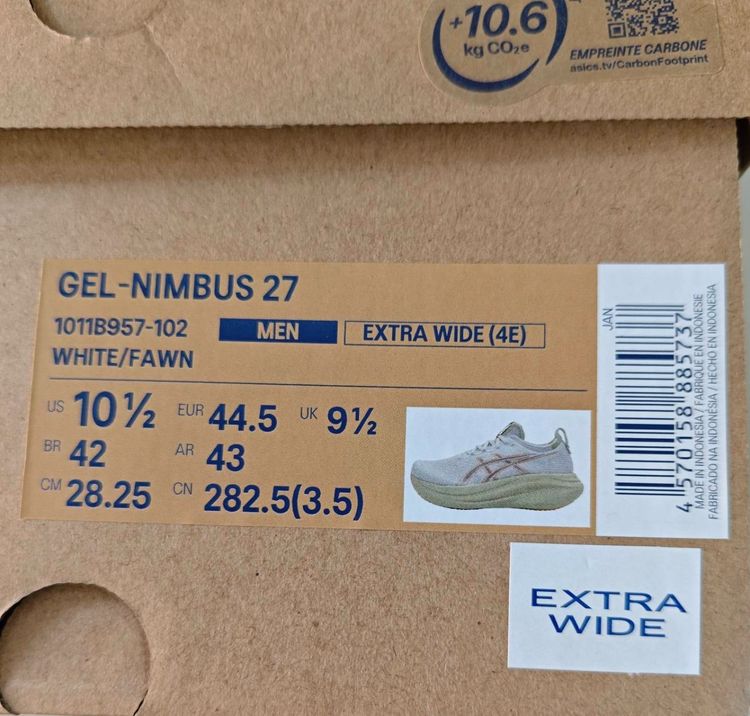 +10.6
kg CO₂e
EMPREINTE CARBONE
asics.tv/CarbonFootprint
GEL-NIMBUS 27
1011B957-102 MEN EXTRA WIDE (4E)
WHITE/FAWN
US 10½ EUR 44.5 UK 9½
BR 42 AR 43
CM 28.25 CN 282.5(3.5)
JAN
4 570158 885737
MADE IN INDONESIA / FABRIQUE EN INDONESIE
FABRICADO NA INDONÉSIA / HECHO EN INDONESIA
EXTRA
WIDE